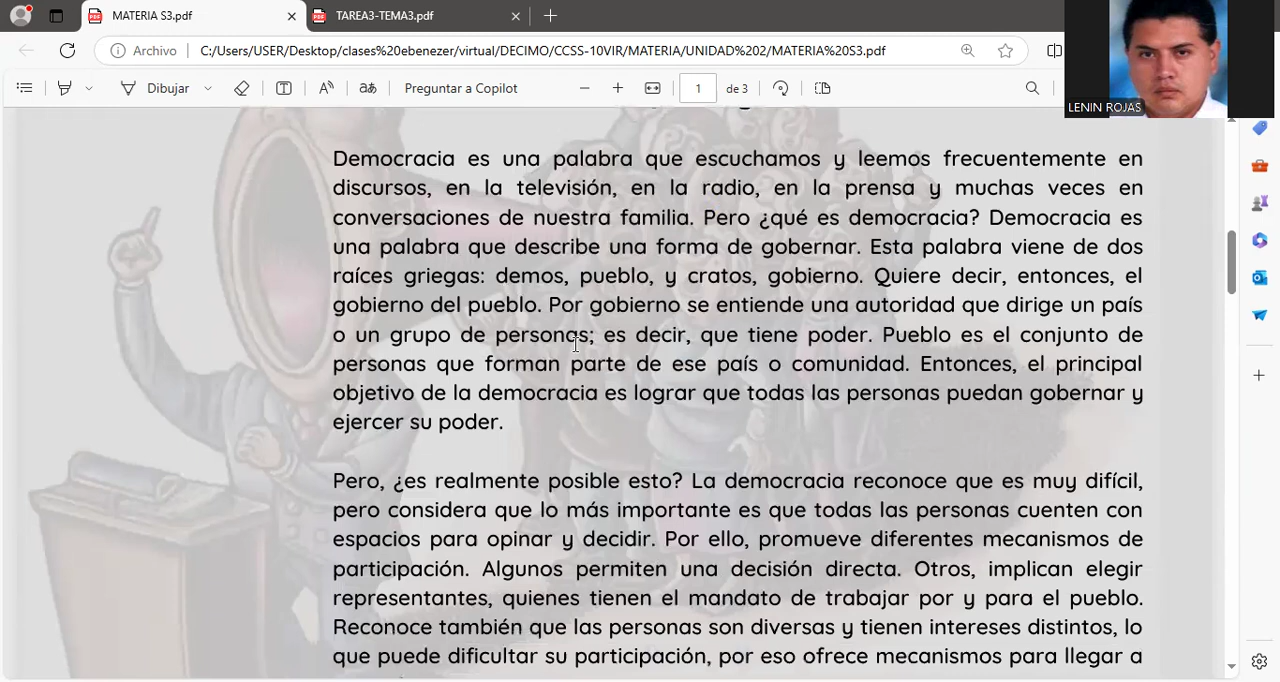 MATERIA S3.pdf
TAREA3-TEMA3.pdf
Archivo
C:/Users/USER/Desktop/clases%20ebenezer/virtual/DECIMO/CCSS-10VIR/MATERIA/UNIDAD%202/MATERIA%20S3.pdf
Dibujar
Preguntar a Copilot
1 de 3
LENIN ROJAS
Democracia es una palabra que escuchamos y leemos frecuentemente en
discursos, en la televisión, en la radio, en la prensa y muchas veces en
conversaciones de nuestra familia. Pero ¿qué es democracia? Democracia es
una palabra que describe una forma de gobernar. Esta palabra viene de dos
raíces griegas: demos, pueblo, y cratos, gobierno. Quiere decir, entonces, el
gobierno del pueblo. Por gobierno se entiende una autoridad que dirige un país
o un grupo de personas; es decir, que tiene poder. Pueblo es el conjunto de
personas que forman parte de ese país o comunidad. Entonces, el principal
objetivo de la democracia es lograr que todas las personas puedan gobernar y
ejercer su poder.
Pero, ¿es realmente posible esto? La democracia reconoce que es muy difícil,
pero considera que lo más importante es que todas las personas cuenten con
espacios para opinar y decidir. Por ello, promueve diferentes mecanismos de
participación. Algunos permiten una decisión directa. Otros, implican elegir
representantes, quienes tienen el mandato de trabajar por y para el pueblo.
Reconoce también que las personas son diversas y tienen intereses distintos, lo
que puede dificultar su participación, por eso ofrece mecanismos para llegar a